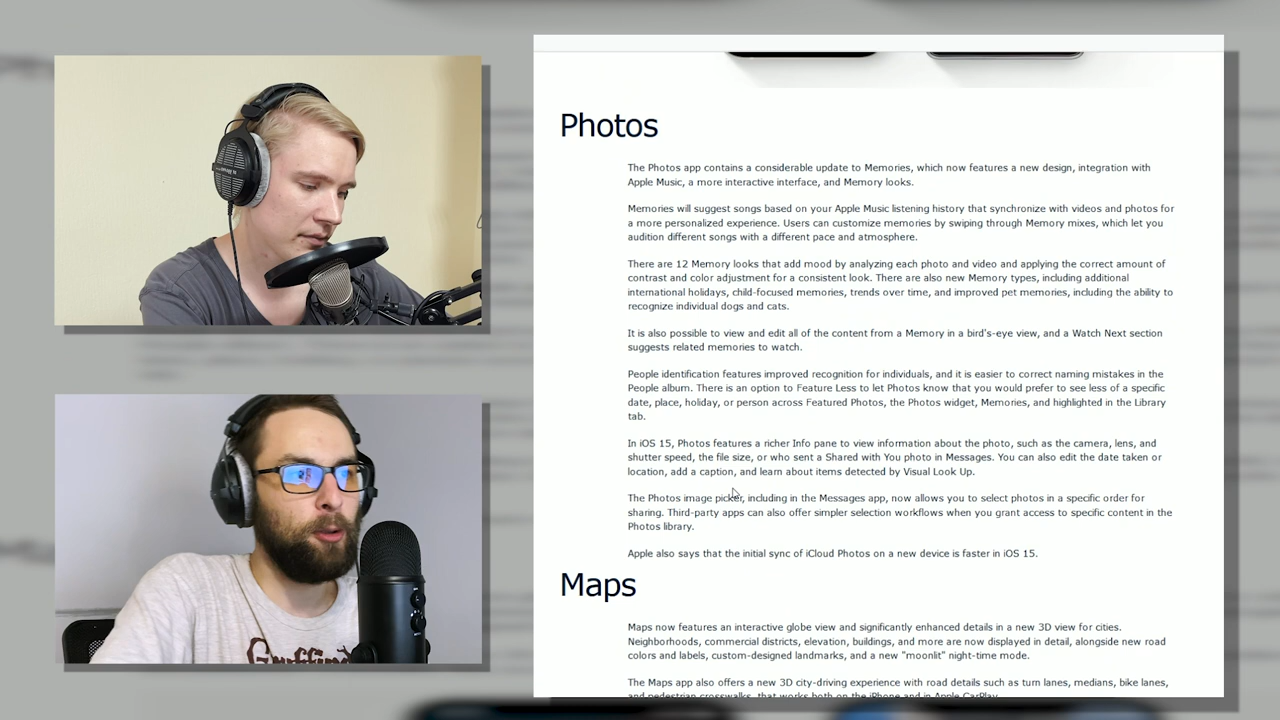 Photos
The Photos app contains a considerable update to Memories, which now features a new design, integration with
Apple Music, a more interactive interface, and Memory looks.
Memories will suggest songs based on your Apple Music listening history that synchronize with videos and photos for
a more personalized experience. Users can customize memories by swiping through Memory mixes, which let you
audition different songs with a different pace and atmosphere.
There are 12 Memory looks that add mood by analyzing each photo and video and applying the correct amount of
contrast and color adjustment for a consistent look. There are also new Memory types, including additional
international holidays, child-focused memories, trends over time, and improved pet memories, including the ability to
recognize individual dogs and cats.
It is also possible to view and edit all of the content from a Memory in a bird's-eye view, and a Watch Next section
suggests related memories to watch.
People identification features improved recognition for individuals, and it is easier to correct naming mistakes in the
People album. There is an option to Feature Less to let Photos know that you would prefer to see less of a specific
date, place, holiday, or person across Featured Photos, the Photos widget, Memories, and highlighted in the Library
tab.
In iOS 15, Photos features a richer Info pane to view information about the photo, such as the camera, lens, and
shutter speed, the file size, or who sent a Shared with You photo in Messages. You can also edit the date taken or
location, add a caption, and learn about items detected by Visual Look Up.
The Photos image picker, including in the Messages app, now allows you to select photos in a specific order for
sharing. Third-party apps can also offer simpler selection workflows when you grant access to specific content in the
Photos library.
Apple also says that the initial sync of iCloud Photos on a new device is faster in iOS 15.
Maps
Maps now features an interactive globe view and significantly enhanced details in a new 3D view for cities.
Neighborhoods, commercial districts, elevation, buildings, and more are now displayed in detail, alongside new road
colors and labels, custom-designed landmarks, and a new "moonlit" night-time mode.
The Maps app also offers a new 3D city-driving experience with road details such as turn lanes, medians, bike lanes,
and pedestrian crosswalks, that works both on the iPhone and in Apple CarPlay.